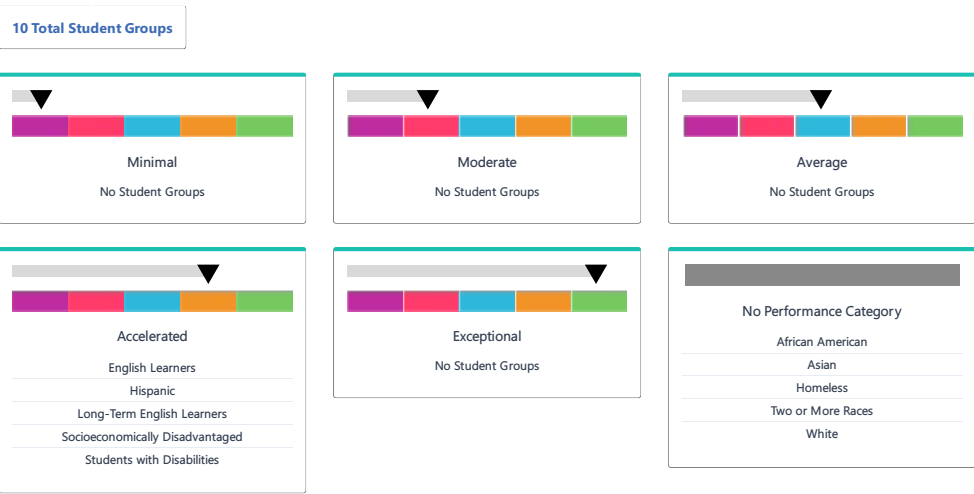 10 Total Student Groups
Minimal
No Student Groups
Moderate
No Student Groups
Average
No Student Groups
Accelerated
English Learners
Hispanic
Long-Term English Learners
Socioeconomically Disadvantaged
Students with Disabilities
Exceptional
No Student Groups
No Performance Category
African American
Asian
Homeless
Two or More Races
White